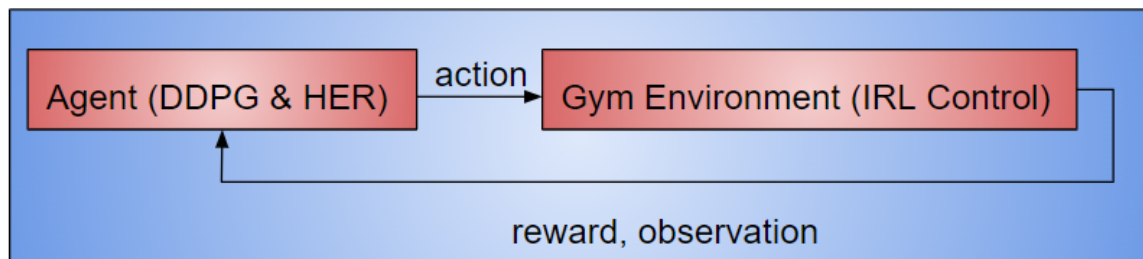 action
Agent (DDPG & HER)
Gym Environment (IRL Control)
reward, observation